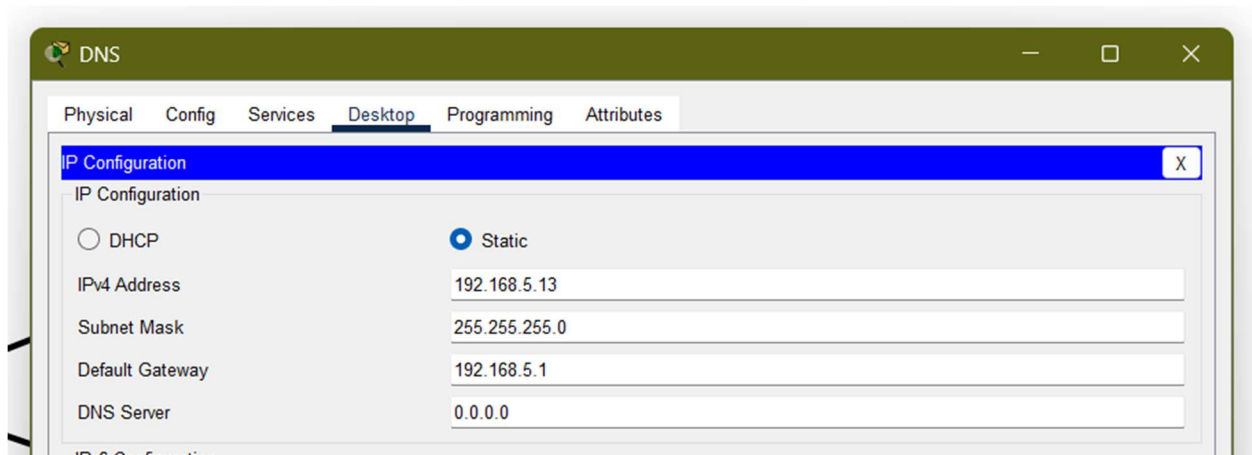 DNS
Physical Config Services Desktop Programming Attributes
IP Configuration X
IP Configuration
DHCP Static
IPv4 Address 192.168.5.13
Subnet Mask 255.255.255.0
Default Gateway 192.168.5.1
DNS Server 0.0.0.0